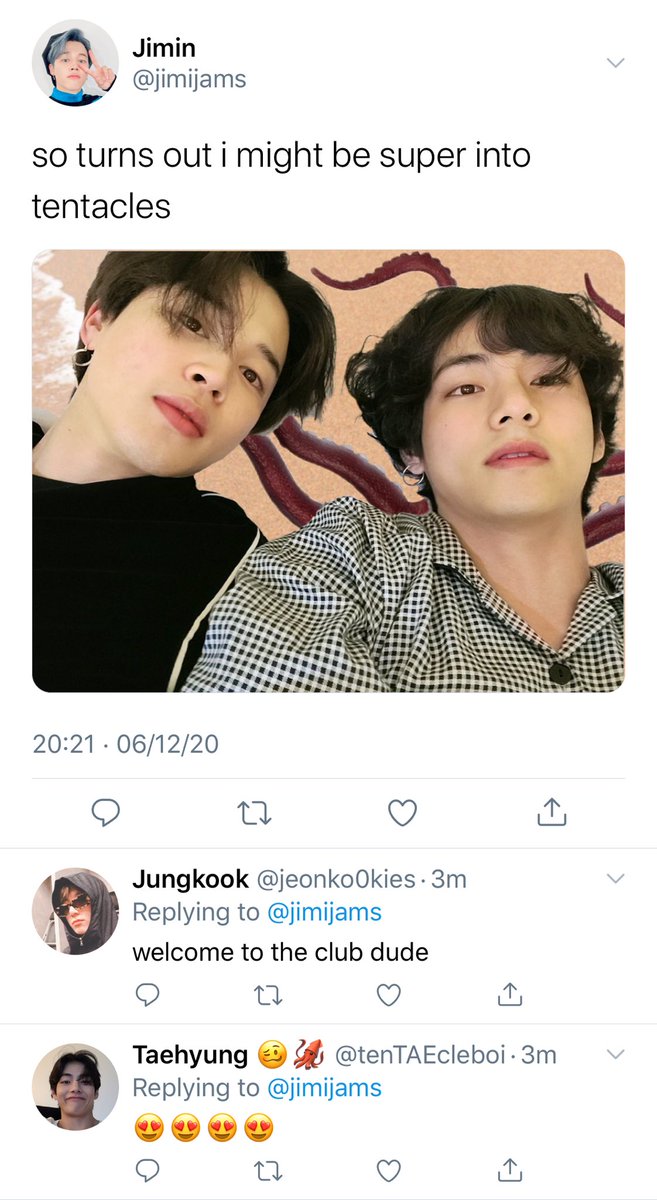 Jimin
@jimijams
so turns out i might be super into
tentacles
20:21 · 06/12/20
Jungkook @jeonko0kies · 3m
Replying to @jimijams
welcome to the club dude
Taehyung 🥴🦑 @tenTAEcleboi · 3m
Replying to @jimijams
😍😍😍😍